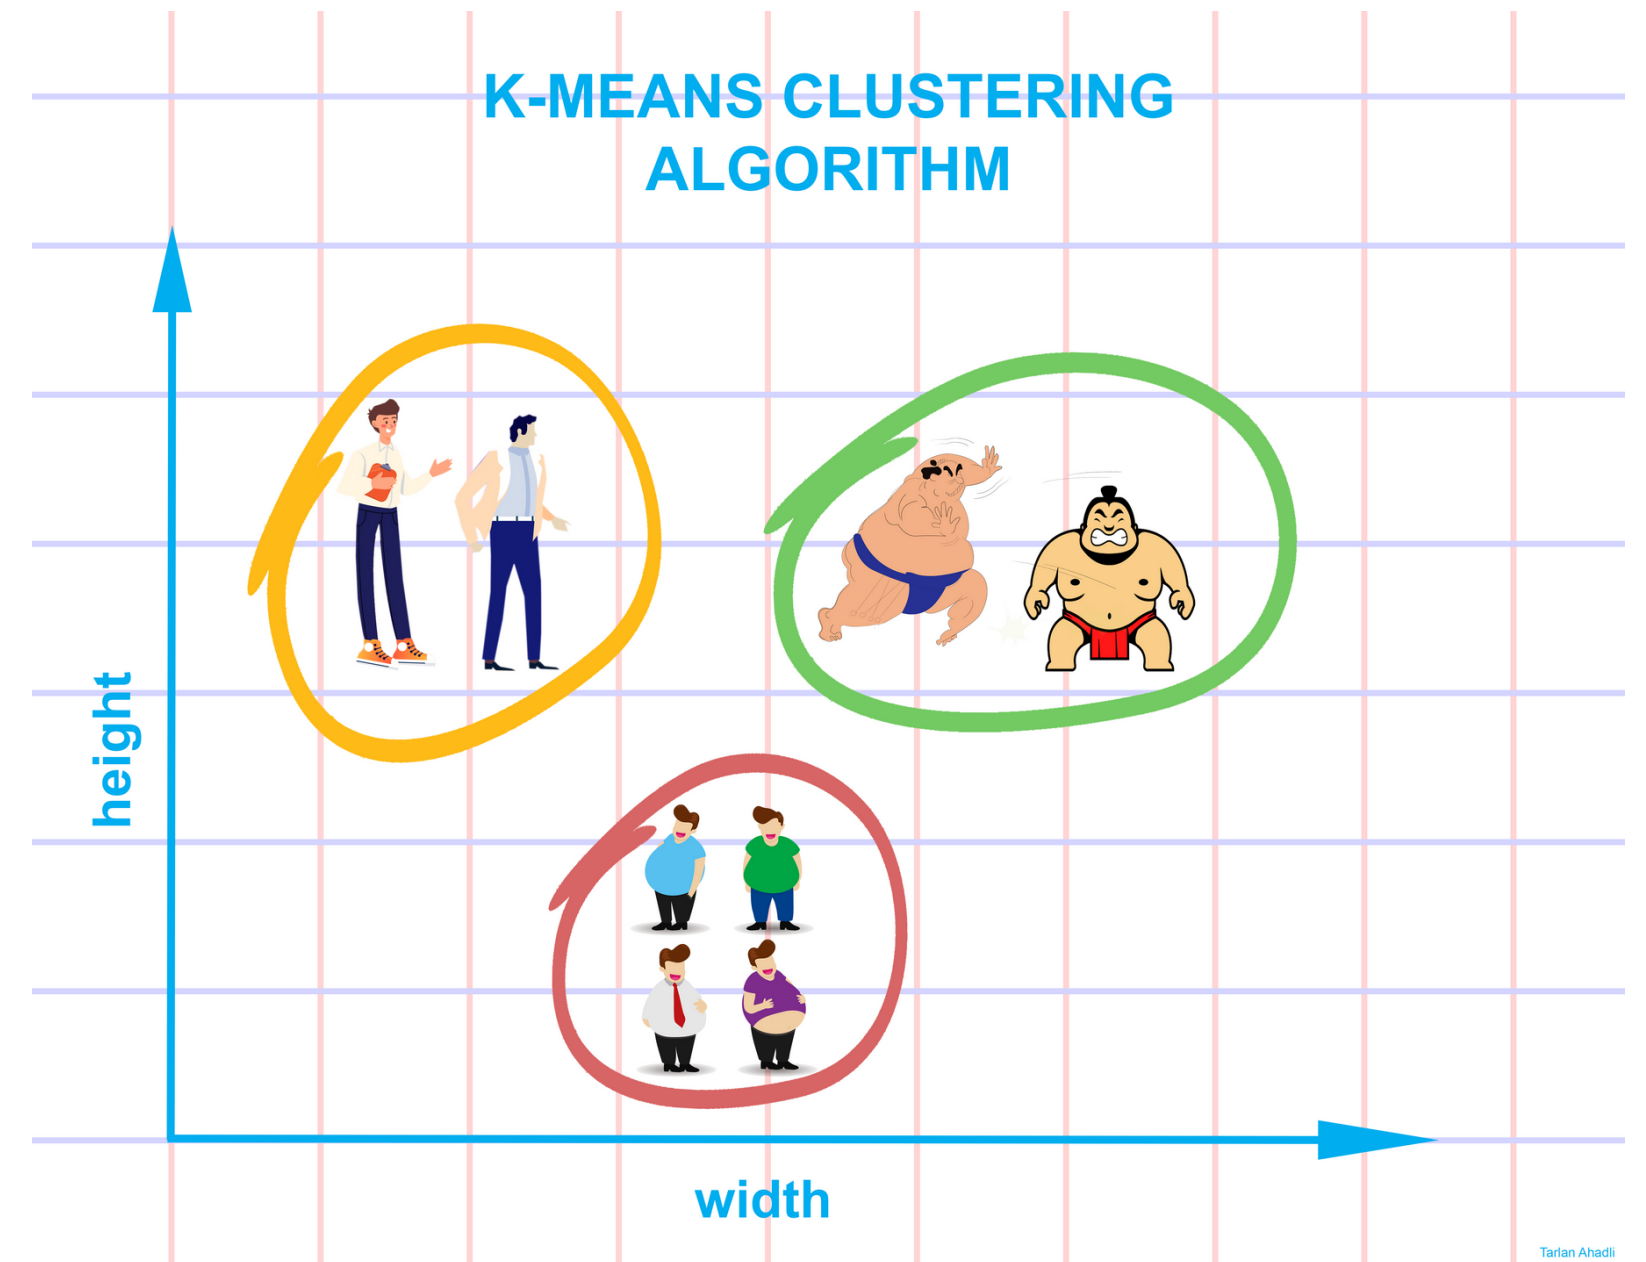 K-MEANS CLUSTERING
ALGORITHM
height
width
Tarlan Ahadli